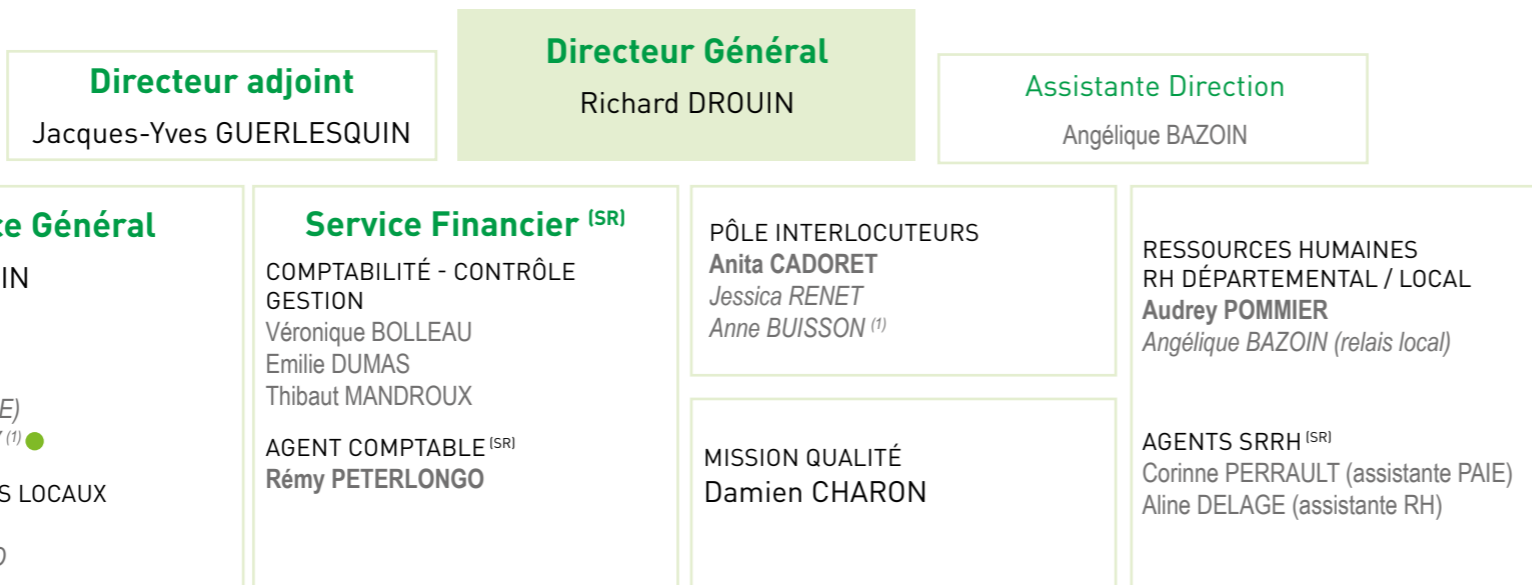 Directeur adjoint
Jacques-Yves GUERLESQUIN
Directeur Général
Richard DROUIN
Assistante Direction
Angélique BAZOIN
Général
Service Financier (SR)
COMPTABILITÉ - CONTRÔLE
GESTION
Véronique BOLLEAU
Emilie DUMAS
Thibaut MANDROUX
AGENT COMPTABLE (SR)
Rémy PETERLONGO
(1)
LOCAUX
PÔLE INTERLOCUTEURS
Anita CADORET
Jessica RENET
Anne BUISSON (1)
MISSION QUALITÉ
Damien CHARON
RESSOURCES HUMAINES
RH DÉPARTEMENTAL / LOCAL
Audrey POMMIER
Angélique BAZOIN (relais local)
AGENTS SRRH (SR)
Corinne PERRAULT (assistante PAIE)
Aline DELAGE (assistante RH)